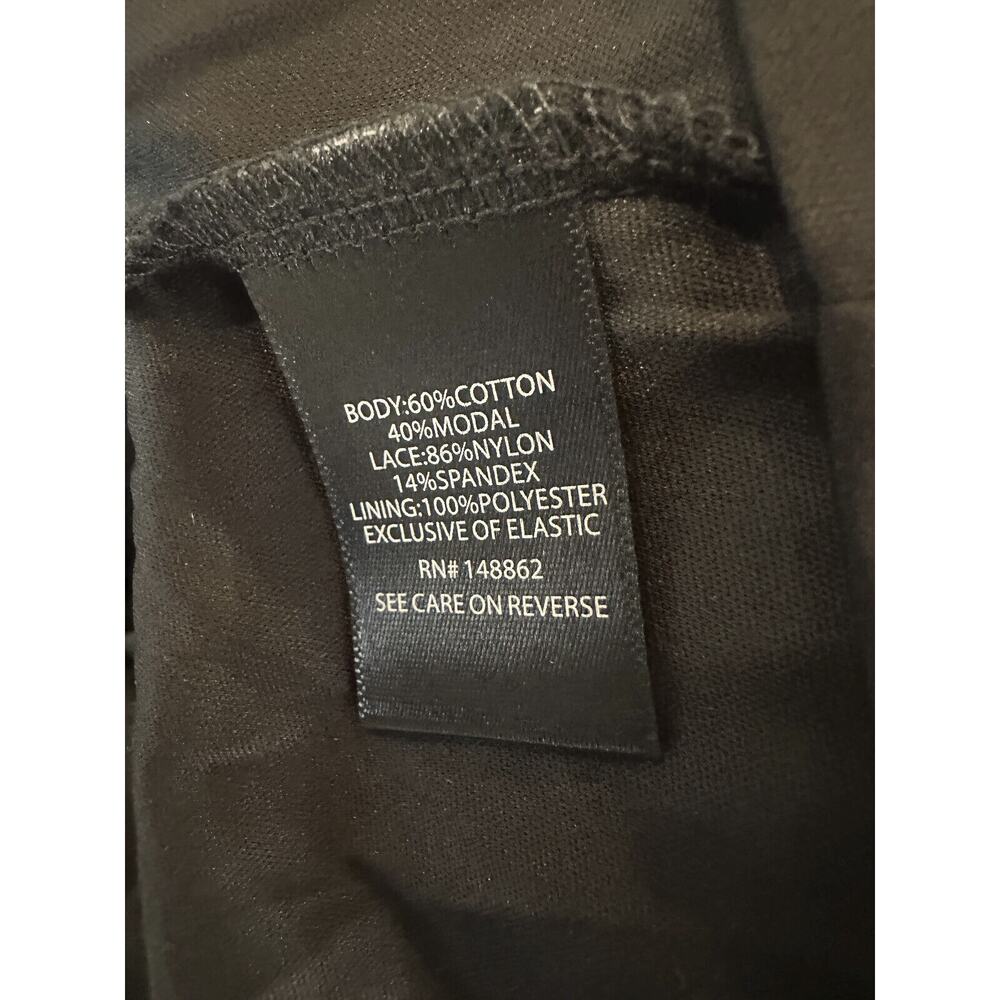 BODY:60%COTTON
40%MODAL
LACE:86%NYLON
14%SPANDEX
LINING:100%POLYESTER
EXCLUSIVE OF ELASTIC
RN# 148862
SEE CARE ON REVERSE